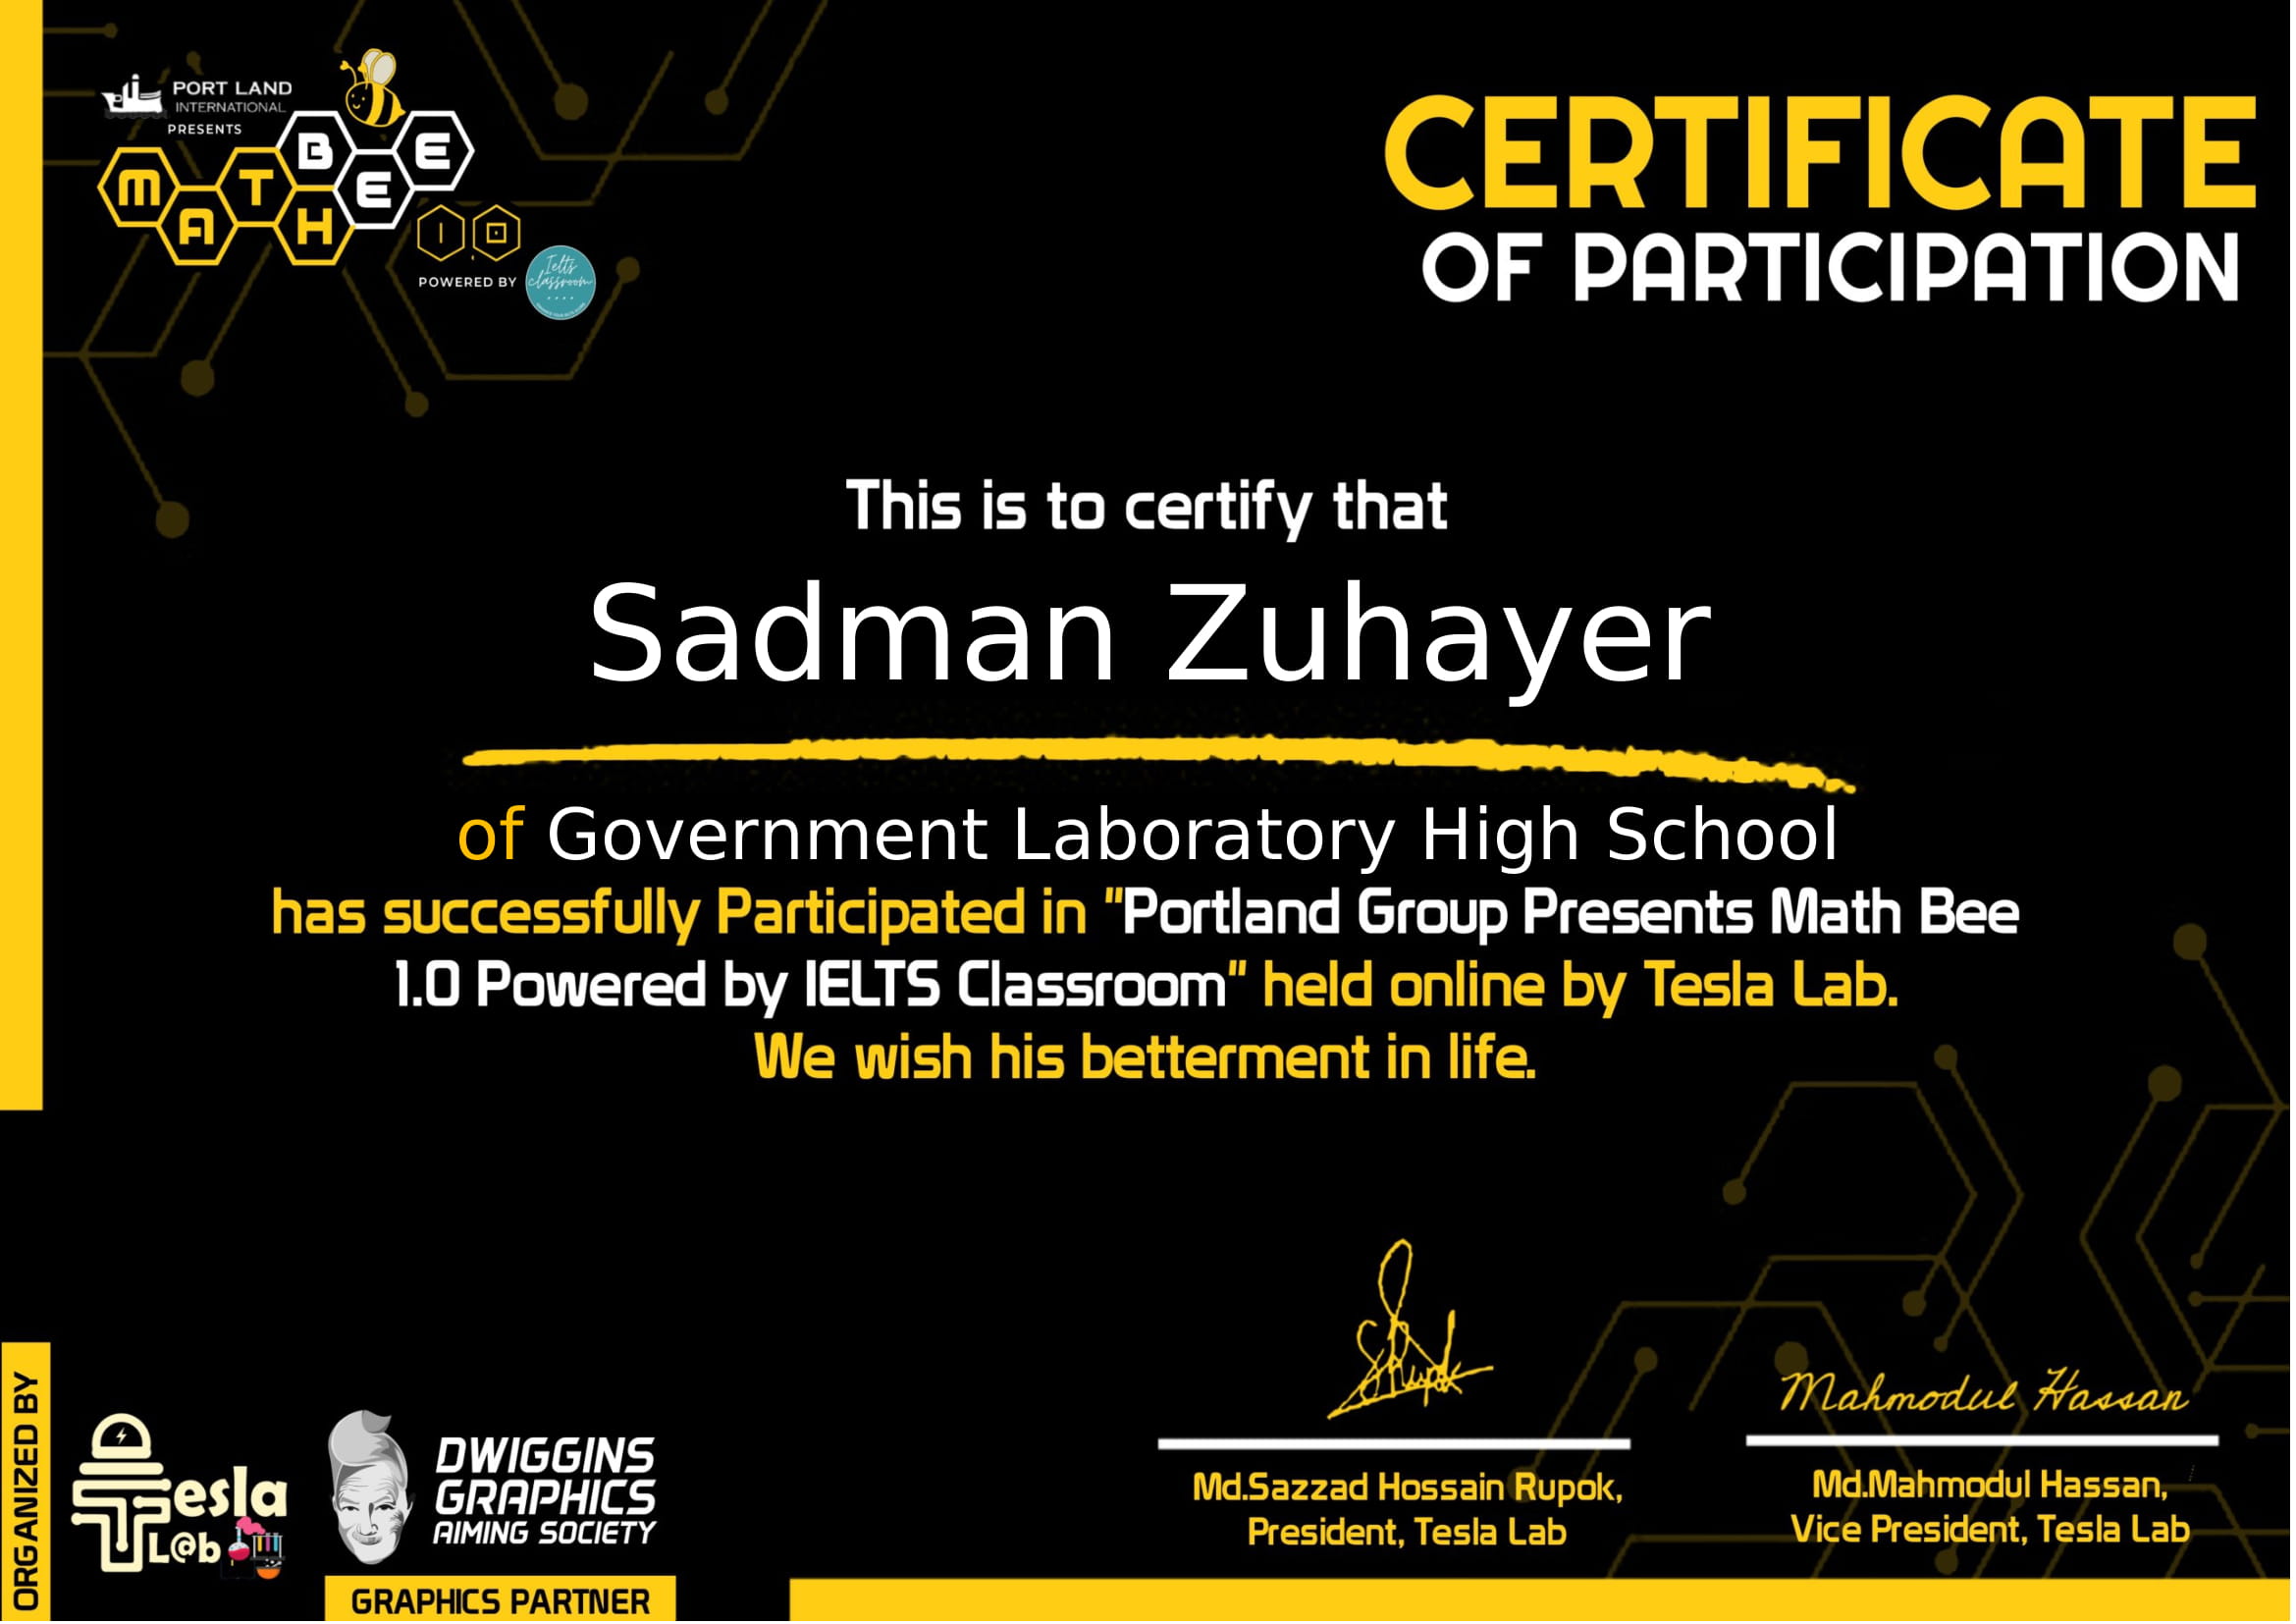 PORT LAND
INTERNATIONAL
PRESENTS
MATH BEE
1.0
POWERED BY
Ielts
classroom
CERTIFICATE
OF PARTICIPATION
This is to certify that
Sadman Zuhayer
of Government Laboratory High School
has successfully Participated in "Portland Group Presents Math Bee
1.0 Powered by IELTS Classroom" held online by Tesla Lab.
We wish his betterment in life.
ORGANIZED BY
Tesla
L@b
DWIGGINS
GRAPHICS
AIMING SOCIETY
GRAPHICS PARTNER
SRupok
Md.Sazzad Hossain Rupok,
President, Tesla Lab
Mahmodul Hassan
Md.Mahmodul Hassan,
Vice President, Tesla Lab